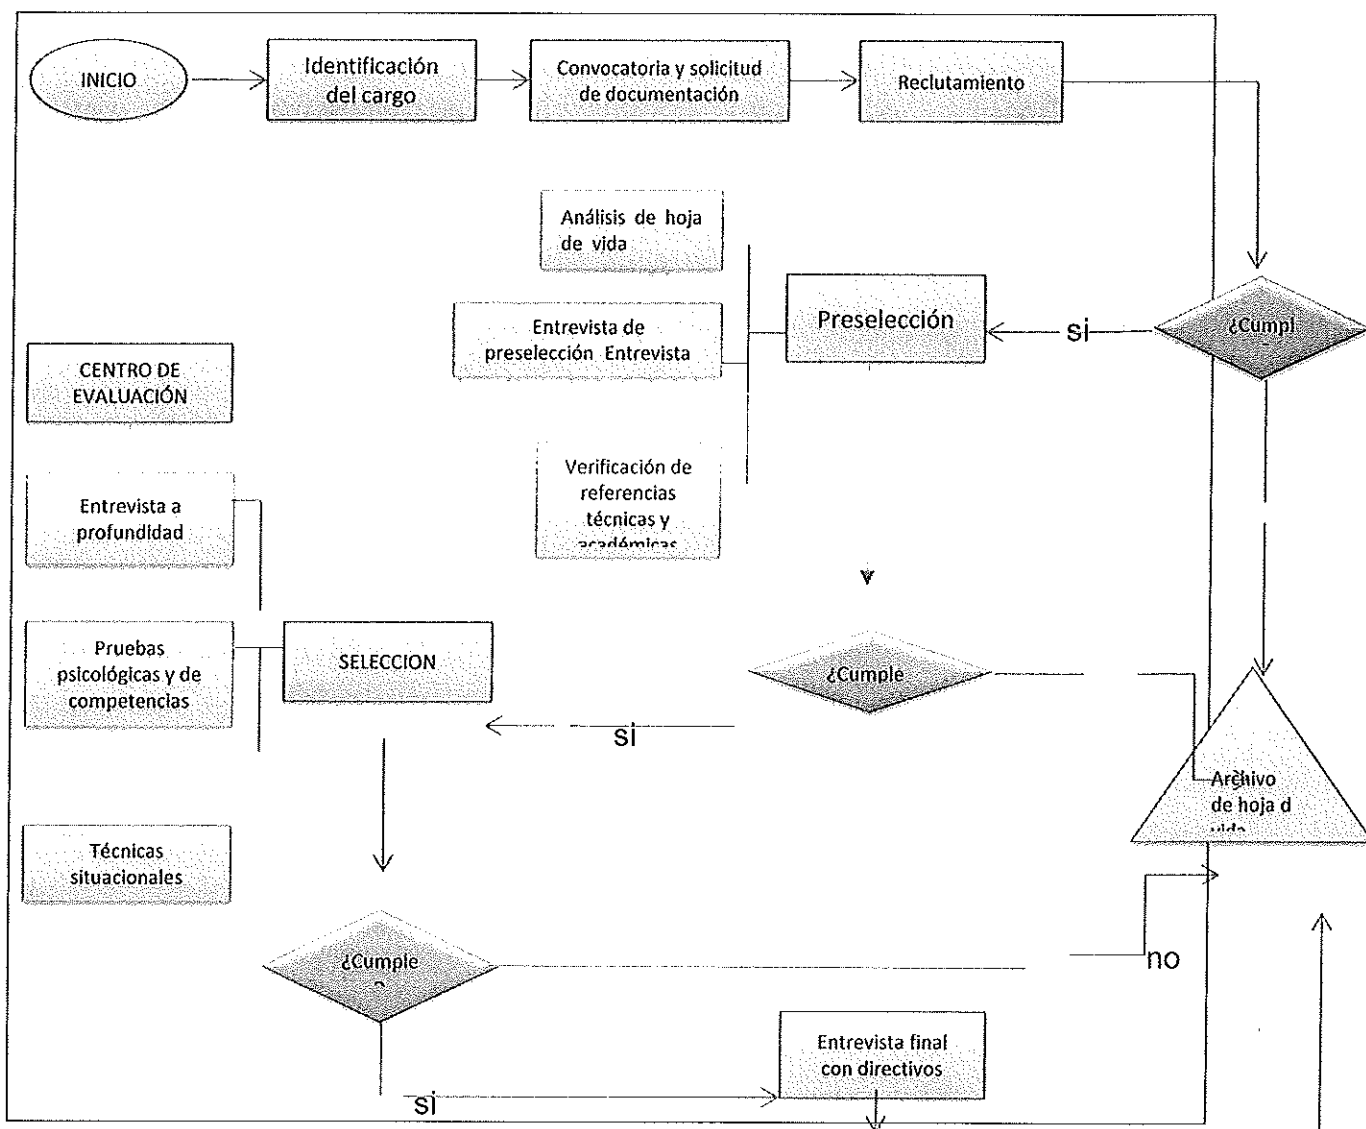 INICIO
Identificación
del cargo
Convocatoria y solicitud
de documentación
Reclutamiento
Análisis de hoja
de vida
Preselección
si
¿Cumpl
Entrevista de
preselección Entrevista
CENTRO DE
EVALUACIÓN
Verificación de
referencias
técnicas y
académicas
Entrevista a
profundidad
Pruebas
psicológicas y de
competencias
SELECCION
¿Cumple
si
Archivo
de hoja d
vida
Técnicas
situacionales
¿Cumple
no
Entrevista final
con directivos
si